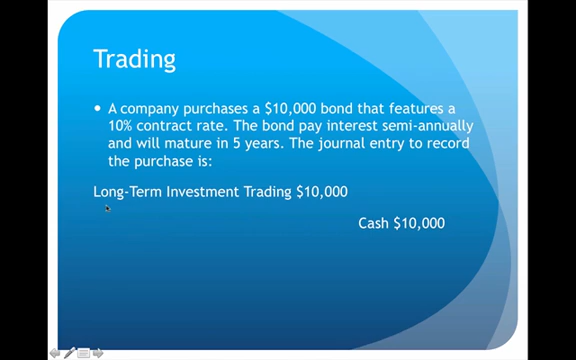 Trading
• A company purchases a $10,000 bond that features a
10% contract rate. The bond pay interest semi-annually
and will mature in 5 years. The journal entry to record
the purchase is:
Long-Term Investment Trading $10,000
Cash $10,000